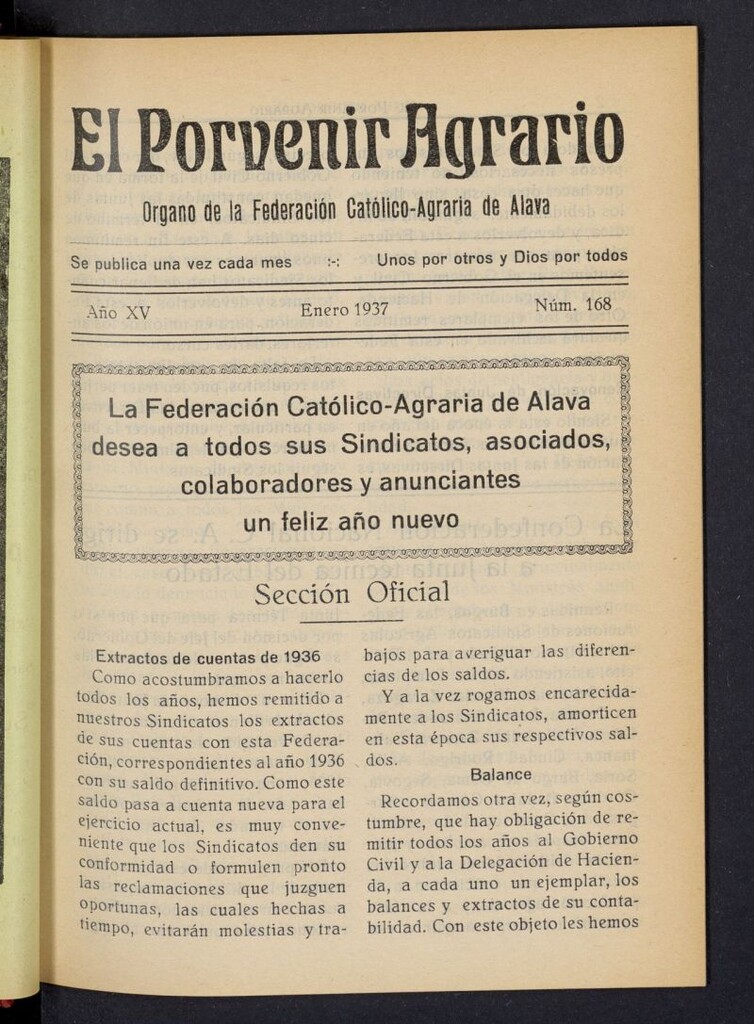 El Porvenir Agrario
Organo de la Federación Católico-Agraria de Alava
Se publica una vez cada mes :-: Unos por otros y Dios por todos
Año XV Enero 1937 Núm. 168
La Federación Católico-Agraria de Alava
desea a todos sus Sindicatos, asociados,
colaboradores y anunciantes
un feliz año nuevo
Sección Oficial
Extractos de cuentas de 1936
Como acostumbramos a hacerlo
todos los años, hemos remitido a
nuestros Sindicatos los extractos
de sus cuentas con esta Federa-
ción, correspondientes al año 1936
con su saldo definitivo. Como este
saldo pasa a cuenta nueva para el
ejercicio actual, es muy conve-
niente que los Sindicatos den su
conformidad o formulen pronto
las reclamaciones que juzguen
oportunas, las cuales hechas a
tiempo, evitarán molestias y tra-
bajos para averiguar las diferen-
cias de los saldos.
Y a la vez rogamos encarecida-
mente a los Sindicatos, amorticen
en esta época sus respectivos sal-
dos.
Balance
Recordamos otra vez, según cos-
tumbre, que hay obligación de re-
mitir todos los años al Gobierno
Civil y a la Delegación de Hacien-
da, a cada uno un ejemplar, los
balances y extractos de su conta-
bilidad. Con este objeto les hemos